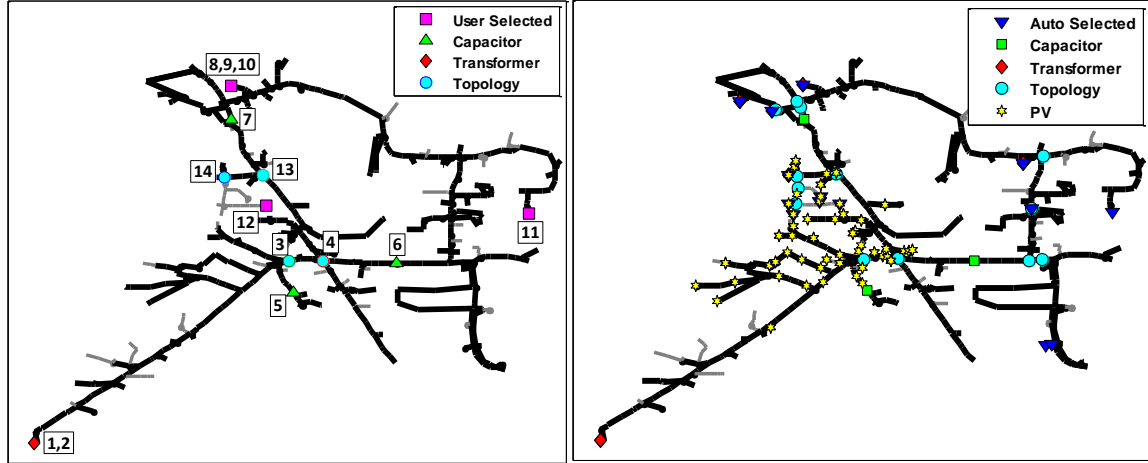 User Selected
Capacitor
Transformer
Topology
8,9,10
7
14
13
12
3
4
6
11
5
1,2
Auto Selected
Capacitor
Transformer
Topology
PV